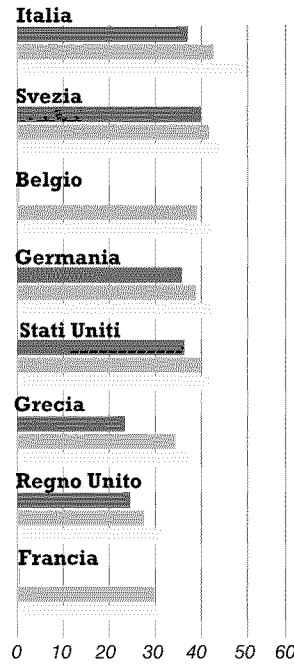 Italia
Svezia
Belgio
Germania
Stati Uniti
Grecia
Regno Unito
Francia
0 10 20 30 40 50 60